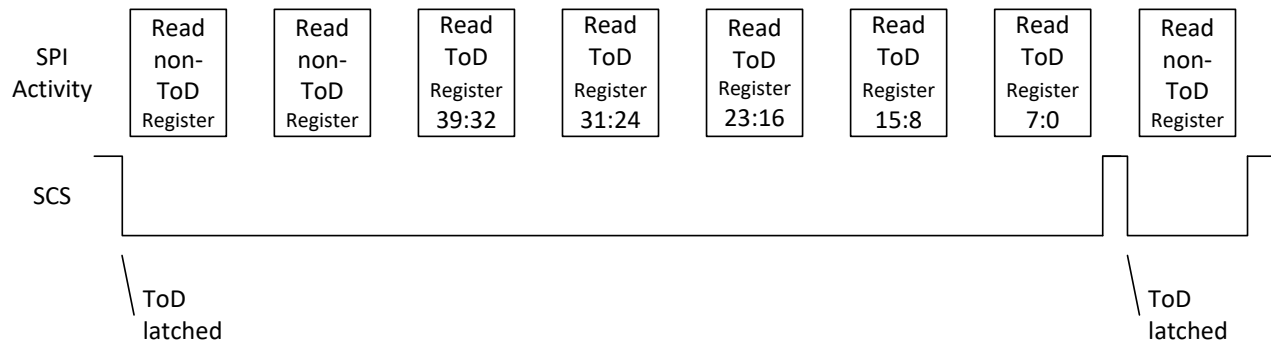 SPI
Activity
Read
non-
ToD
Register
Read
non-
ToD
Register
Read
ToD
Register
39:32
Read
ToD
Register
31:24
Read
ToD
Register
23:16
Read
ToD
Register
15:8
Read
ToD
Register
7:0
Read
non-
ToD
Register
SCS
ToD
latched
ToD
latched